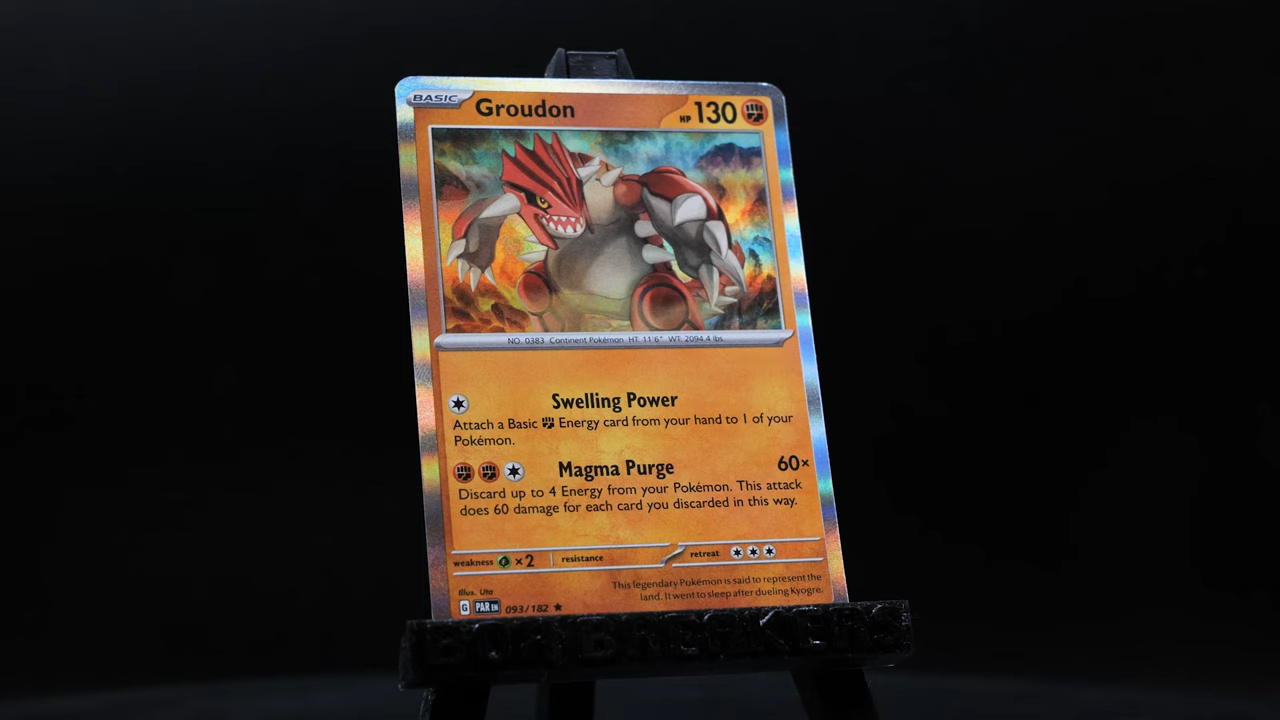 BASIC Groudon HP 130
NO. 0383 Continent Pokémon HT. 11'6" WT. 2094.4 lbs.
Swelling Power
Attach a Basic Energy card from your hand to 1 of your
Pokémon.
Magma Purge 60×
Discard up to 4 Energy from your Pokémon. This attack
does 60 damage for each card you discarded in this way.
weakness ×2 resistance retreat
This legendary Pokémon is said to represent the
land. It went to sleep after dueling Kyogre.
Illus. Uta
G PAR EN 093/182 ★
BOX BREAKERS